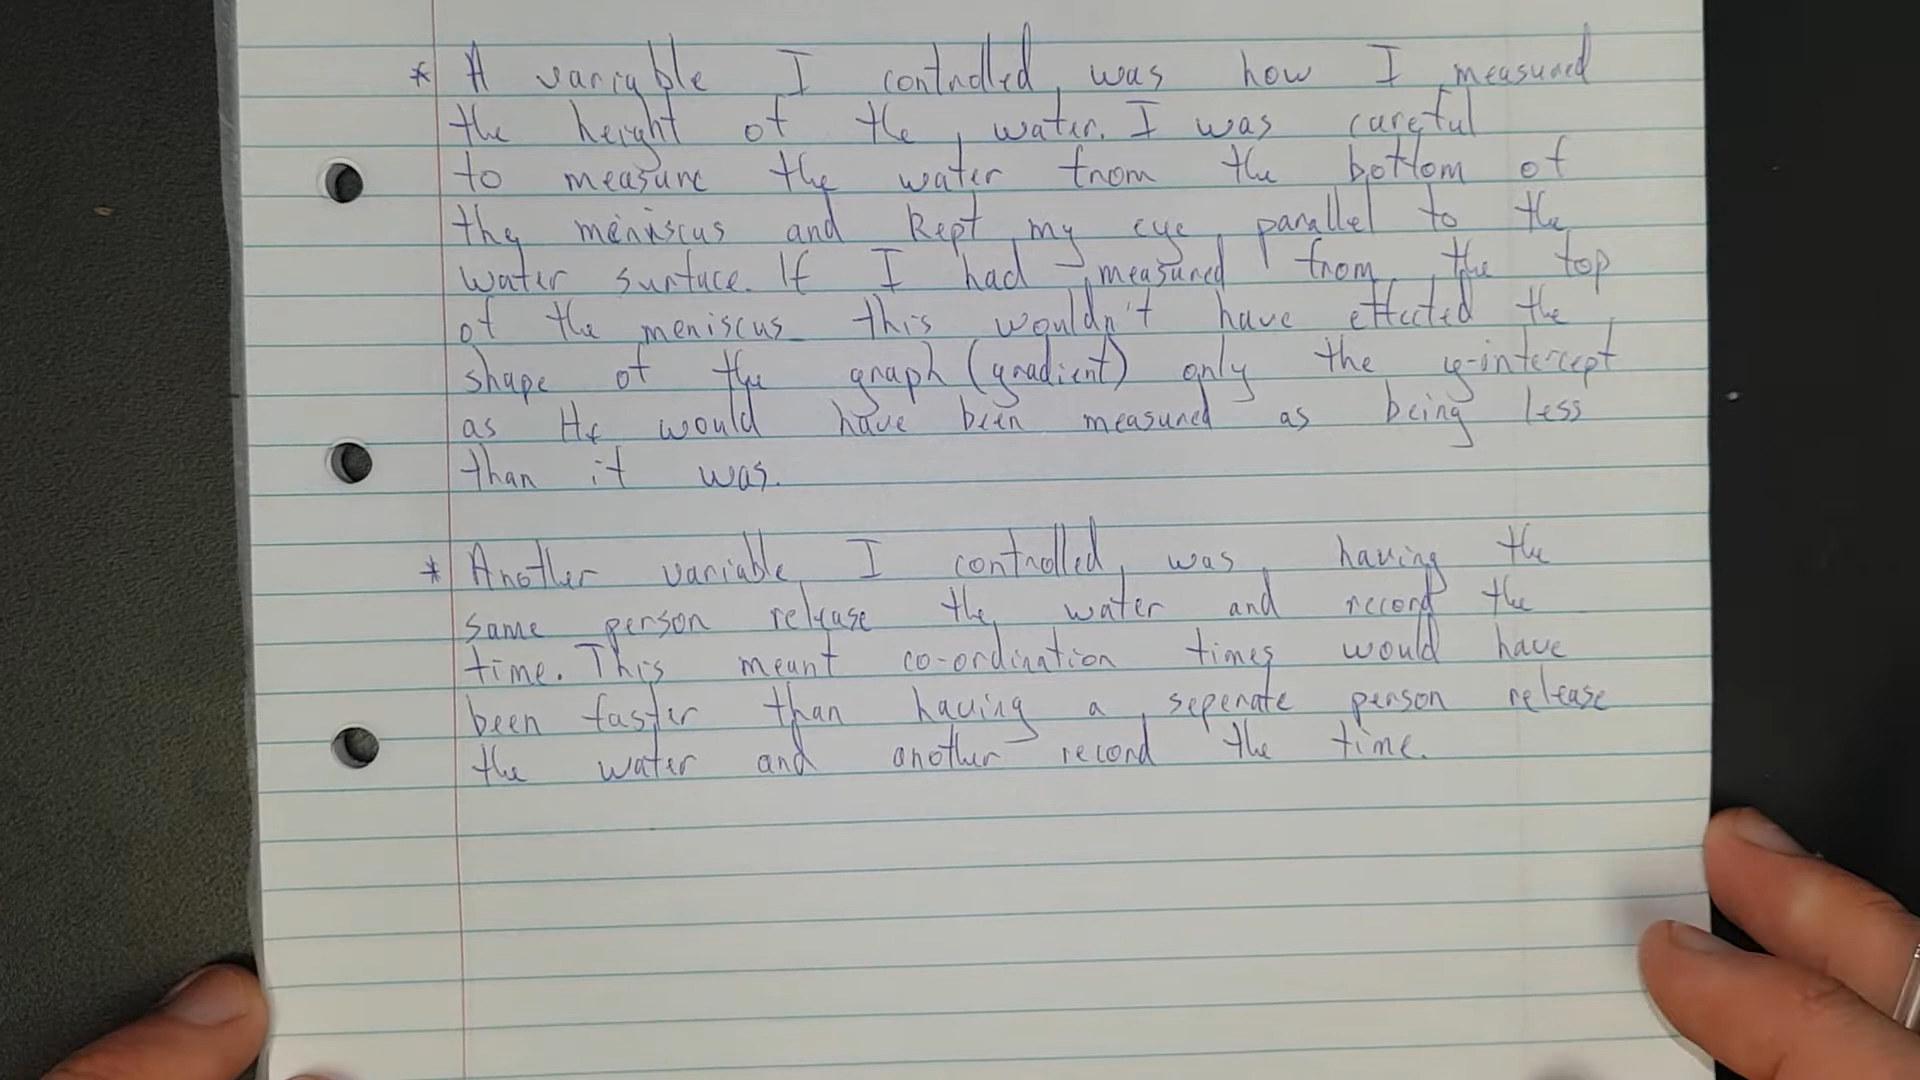 * A variable I controlled was how I measured
the height of the water. I was careful
to measure the water from the bottom of
the meniscus and kept my eye parallel to the
water surface. If I had measured from the top
of the meniscus this wouldn't have effected the
shape of the graph (gradient) only the y-intercept
as Hf would have been measured as being less
than it was.
* Another variable I controlled was having the
same person release the water and record the
time. This meant co-ordination times would have
been faster than having a seperate person release
the water and another record the time.